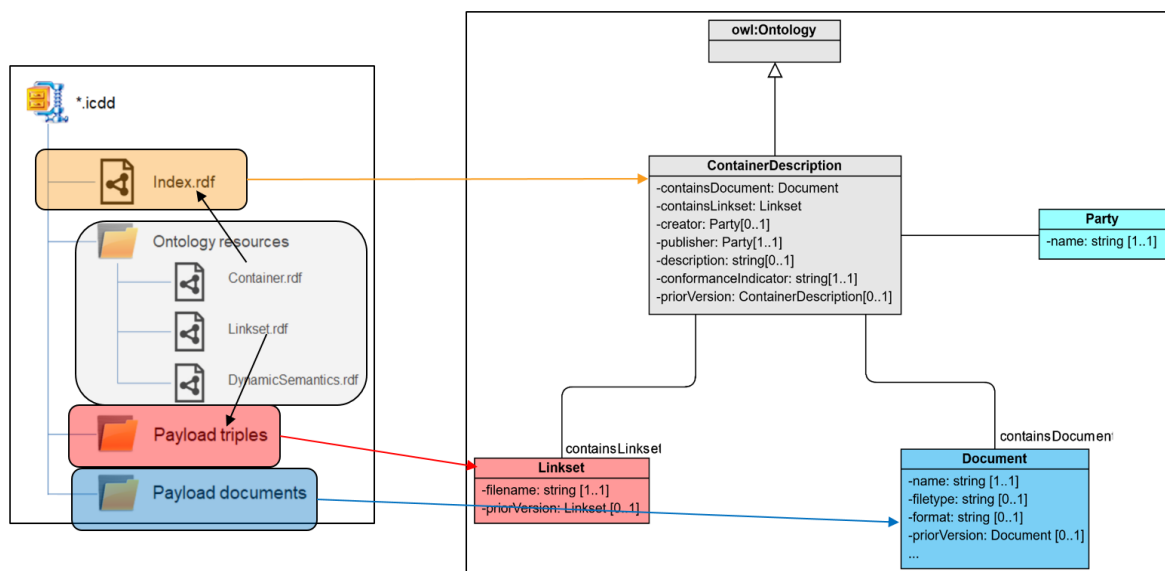 *.icdd
Index.rdf
Ontology resources
Container.rdf
Linkset.rdf
DynamicSemantics.rdf
Payload triples
Payload documents
owl:Ontology
ContainerDescription
-containsDocument: Document
-containsLinkset: Linkset
-creator: Party[0..1]
-publisher: Party[1..1]
-description: string[0..1]
-conformanceIndicator: string[1..1]
-priorVersion: ContainerDescription[0..1]
Party
-name: string [1..1]
containsLinkset
Linkset
-filename: string [1..1]
-priorVersion: Linkset [0..1]
containsDocument
Document
-name: string [1..1]
-filetype: string [0..1]
-format: string [0..1]
-priorVersion: Document [0..1]
...